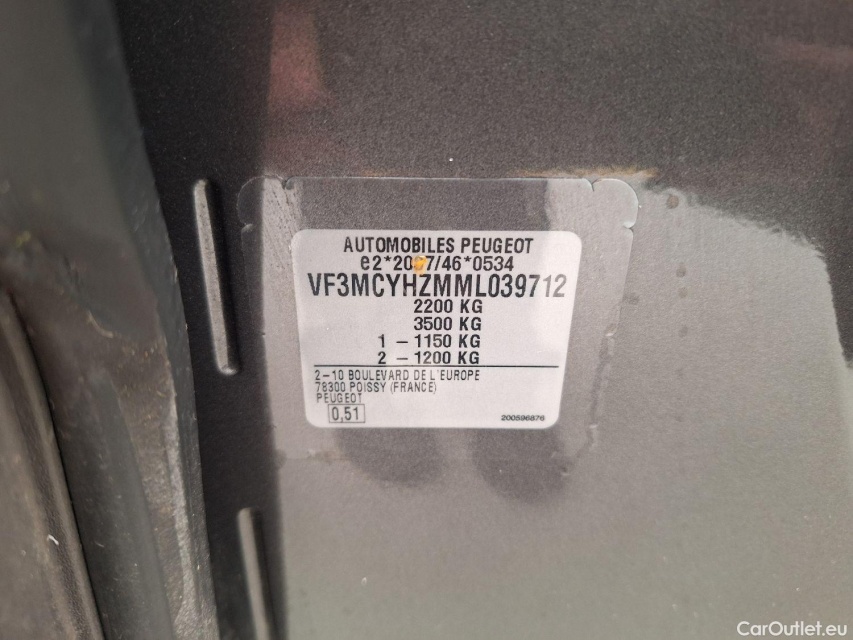 AUTOMOBILES PEUGEOT
e2*2007/46*0534
VF3MCYHZMML039712
2200 KG
3500 KG
1 – 1150 KG
2 – 1200 KG
2–10 BOULEVARD DE L'EUROPE
78300 POISSY (FRANCE)
PEUGEOT
0,51
200596876
CarOutlet.eu